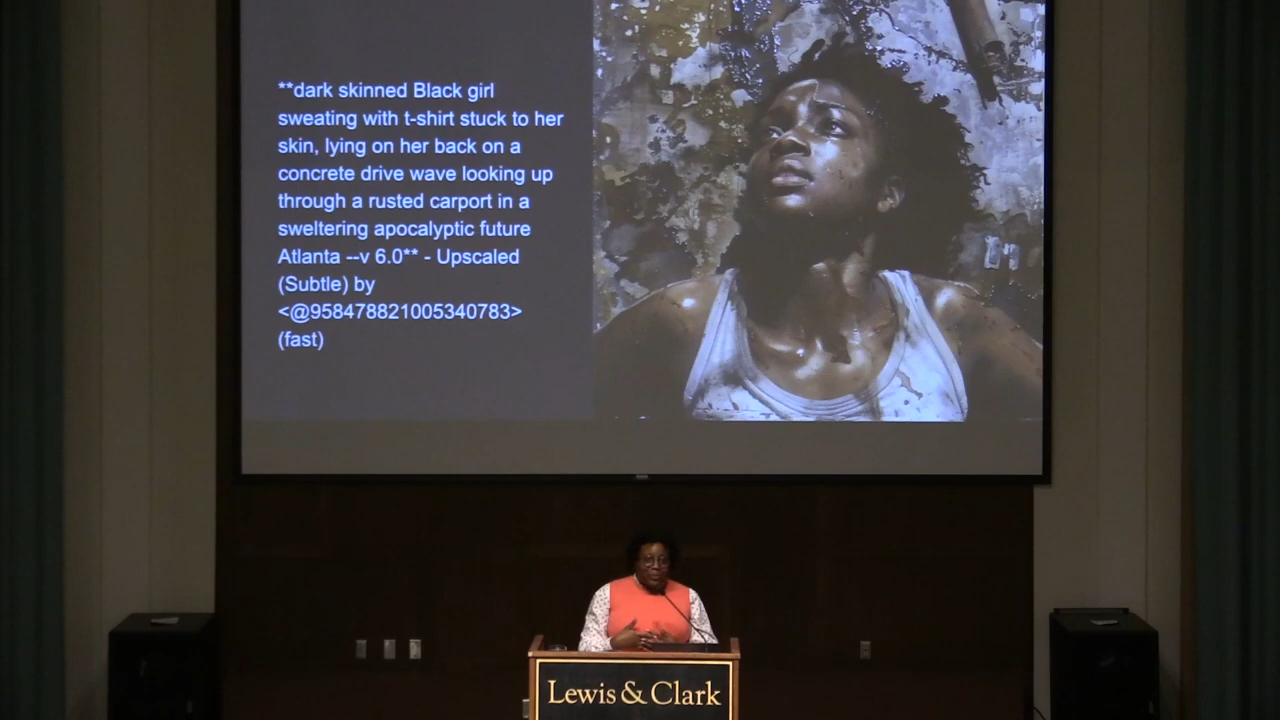 **dark skinned Black girl
sweating with t-shirt stuck to her
skin, lying on her back on a
concrete drive wave looking up
through a rusted carport in a
sweltering apocalyptic future
Atlanta --v 6.0** - Upscaled
(Subtle) by
<@958478821005340783>
(fast)
Lewis & Clark